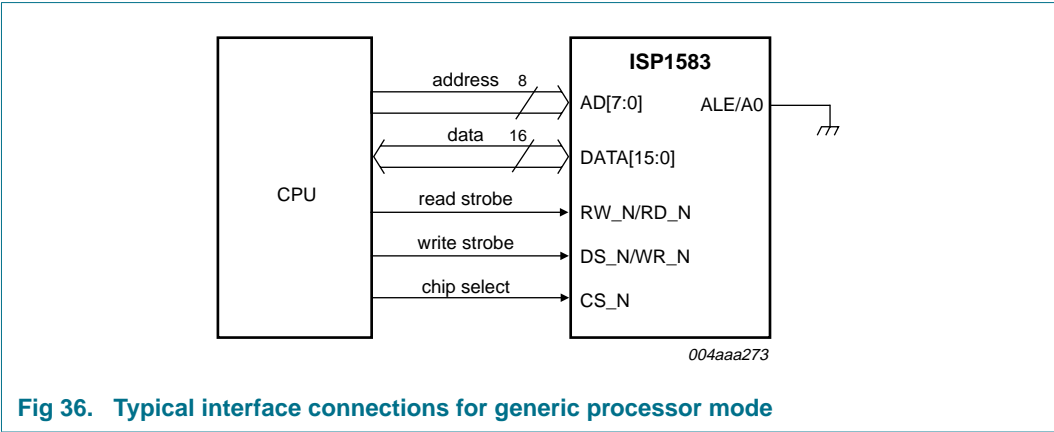 ISP1583
address 8
AD[7:0] ALE/A0
data 16
DATA[15:0]
CPU
read strobe
RW_N/RD_N
write strobe
DS_N/WR_N
chip select
CS_N
004aaa273
Fig 36. Typical interface connections for generic processor mode